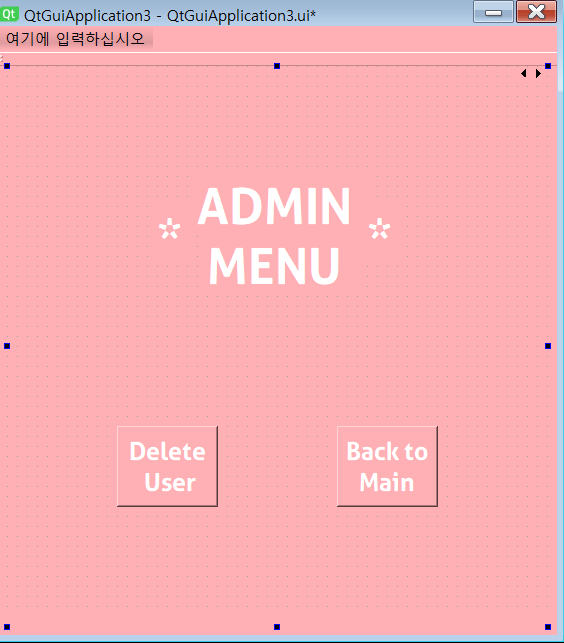 Qt QtGuiApplication3 - QtGuiApplication3.ui*
여기에 입력하십시오
ADMIN
MENU
Delete
User
Back to
Main